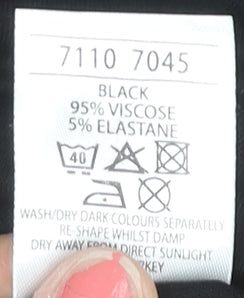 7110 7045
BLACK
95% VISCOSE
5% ELASTANE
40
WASH/DRY DARK COLOURS SEPARATELY
RE-SHAPE WHILST DAMP
DRY AWAY FROM DIRECT SUNLIGHT